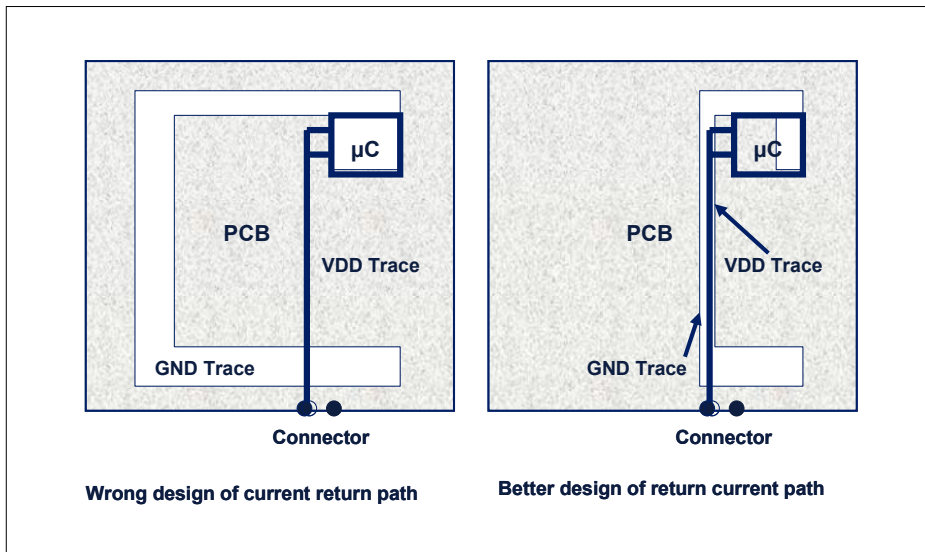 µC
PCB
VDD Trace
GND Trace
Connector
Wrong design of current return path
µC
PCB
VDD Trace
GND Trace
Connector
Better design of return current path